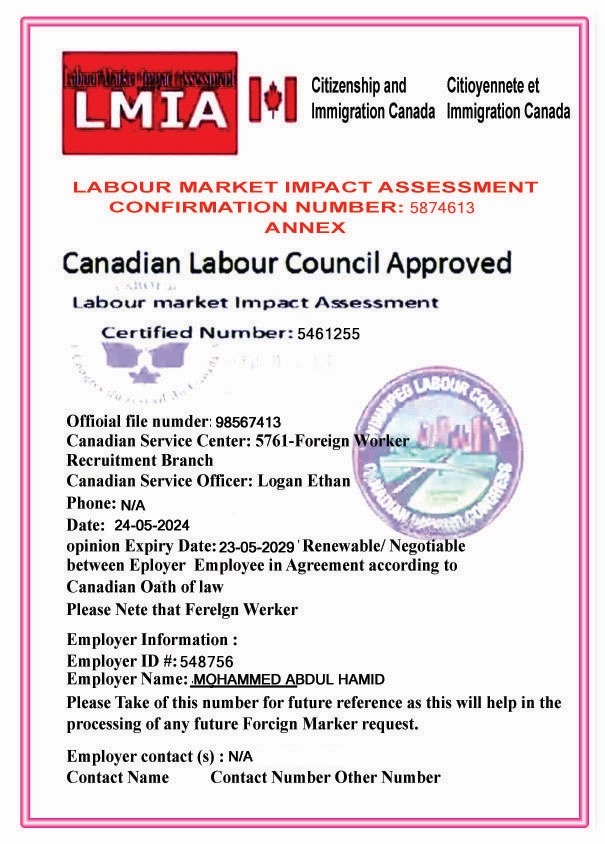 Labour Market Impact Assessment
LMIA
Citizenship and
Immigration Canada
Citioyennete et
Immigration Canada
LABOUR MARKET IMPACT ASSESSMENT
CONFIRMATION NUMBER: 5874613
ANNEX
Canadian Labour Council Approved
Labour market Impact Assessment
Certified Number: 5461255
WINNIPEG LABOUR COUNCIL
Offioial file numder: 98567413
Canadian Service Center: 5761-Foreign Worker
Recruitment Branch
Canadian Service Officer: Logan Ethan
Phone: N/A
Date: 24-05-2024
opinion Expiry Date: 23-05-2029 ' Renewable/ Negotiable
between Eployer Employee in Agreement according to
Canadian Oath of law
Please Nete that Ferelgn Werker
Employer Information :
Employer ID #: 548756
Employer Name: MOHAMMED ABDUL HAMID
Please Take of this number for future reference as this will help in the
processing of any future Forcign Marker request.
Employer contact (s) : N/A
Contact Name Contact Number Other Number